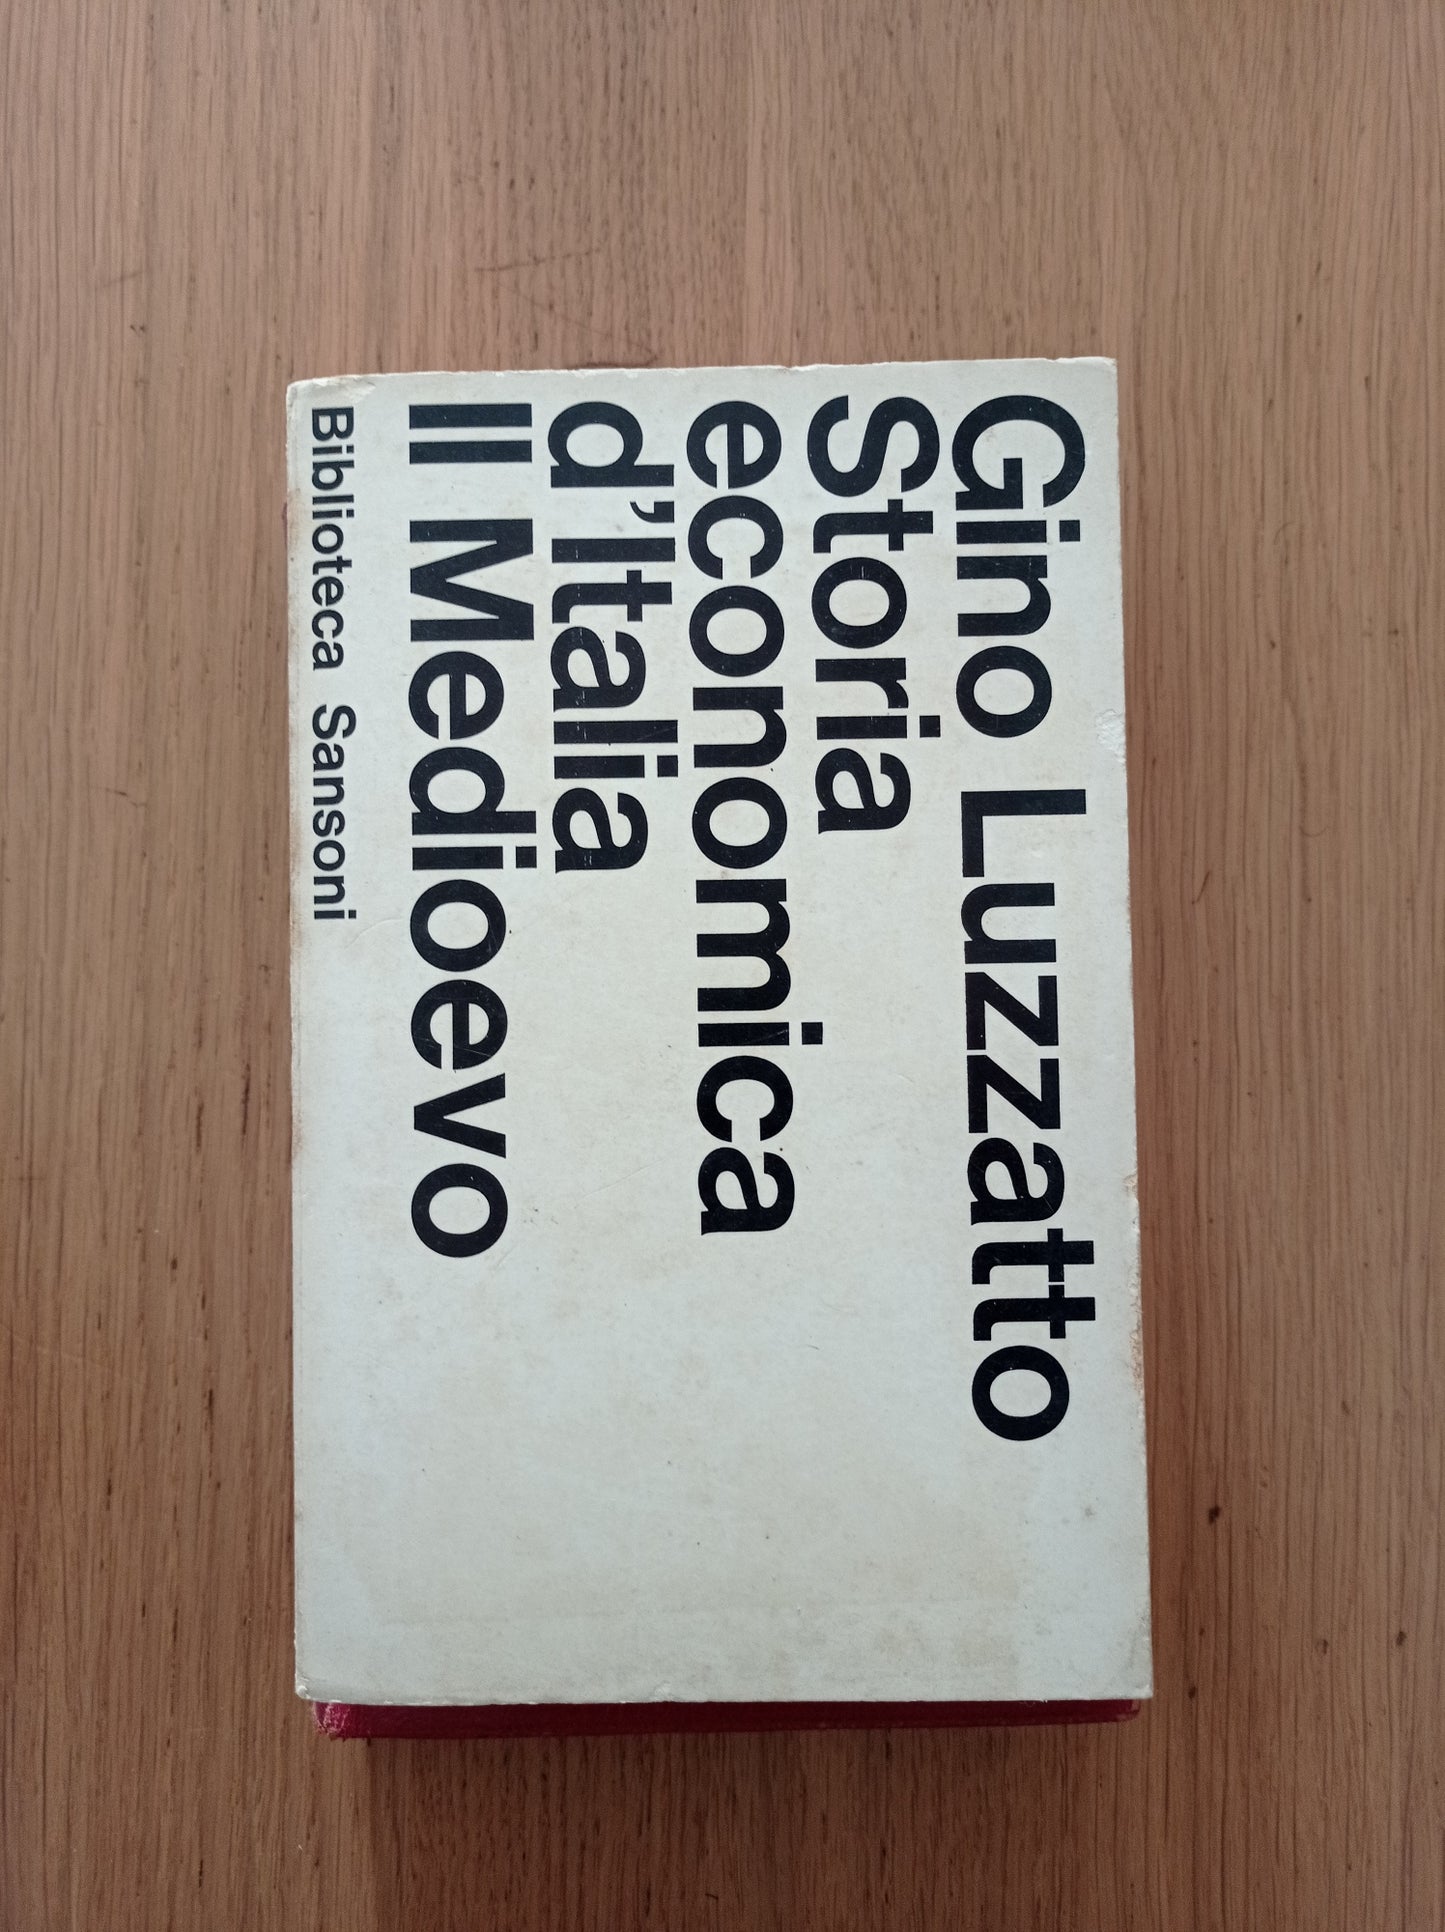 Gino Luzzatto
Storia
economica
d'Italia
Il Medioevo
Biblioteca Sansoni